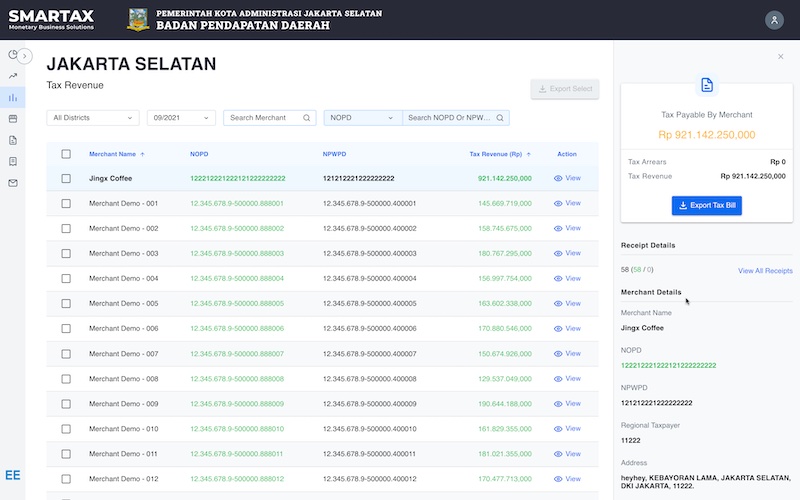 SMARTAX
Monetary Business Solutions
PEMERINTAH KOTA ADMINISTRASI JAKARTA SELATAN
BADAN PENDAPATAN DAERAH
JAKARTA SELATAN
Tax Revenue
Export Select
All Districts
09/2021
Search Merchant
NOPD
Search NOPD Or NPW...
Merchant Name ↑ NOPD NPWPD Tax Revenue (Rp) ↑ Action
Jingx Coffee 122212221222121222222222 121212221222222222 921.142.250,000 View
Merchant Demo - 001 12.345.678.9-500000.888001 12.345.678.9-500000.400001 145.669.719,000 View
Merchant Demo - 002 12.345.678.9-500000.888002 12.345.678.9-500000.400002 158.745.675,000 View
Merchant Demo - 003 12.345.678.9-500000.888003 12.345.678.9-500000.400003 180.767.295,000 View
Merchant Demo - 004 12.345.678.9-500000.888004 12.345.678.9-500000.400004 156.997.754,000 View
Merchant Demo - 005 12.345.678.9-500000.888005 12.345.678.9-500000.400005 163.602.338,000 View
Merchant Demo - 006 12.345.678.9-500000.888006 12.345.678.9-500000.400006 170.880.546,000 View
Merchant Demo - 007 12.345.678.9-500000.888007 12.345.678.9-500000.400007 150.674.926,000 View
Merchant Demo - 008 12.345.678.9-500000.888008 12.345.678.9-500000.400008 129.537.049,000 View
Merchant Demo - 009 12.345.678.9-500000.888009 12.345.678.9-500000.400009 190.644.188,000 View
Merchant Demo - 010 12.345.678.9-500000.888010 12.345.678.9-500000.400010 161.829.355,000 View
Merchant Demo - 011 12.345.678.9-500000.888011 12.345.678.9-500000.400011 181.021.355,000 View
Merchant Demo - 012 12.345.678.9-500000.888012 12.345.678.9-500000.400012 170.477.713,000 View
EE
Tax Payable By Merchant
Rp 921.142.250,000
Tax Arrears Rp 0
Tax Revenue Rp 921.142.250,000
Export Tax Bill
Receipt Details
58 (58 / 0) View All Receipts
Merchant Details
Merchant Name
Jingx Coffee
NOPD
122212221222121222222222
NPWPD
121212221222222222
Regional Taxpayer
11222
Address
heyhey, KEBAYORAN LAMA, JAKARTA SELATAN,
DKI JAKARTA, 11222.